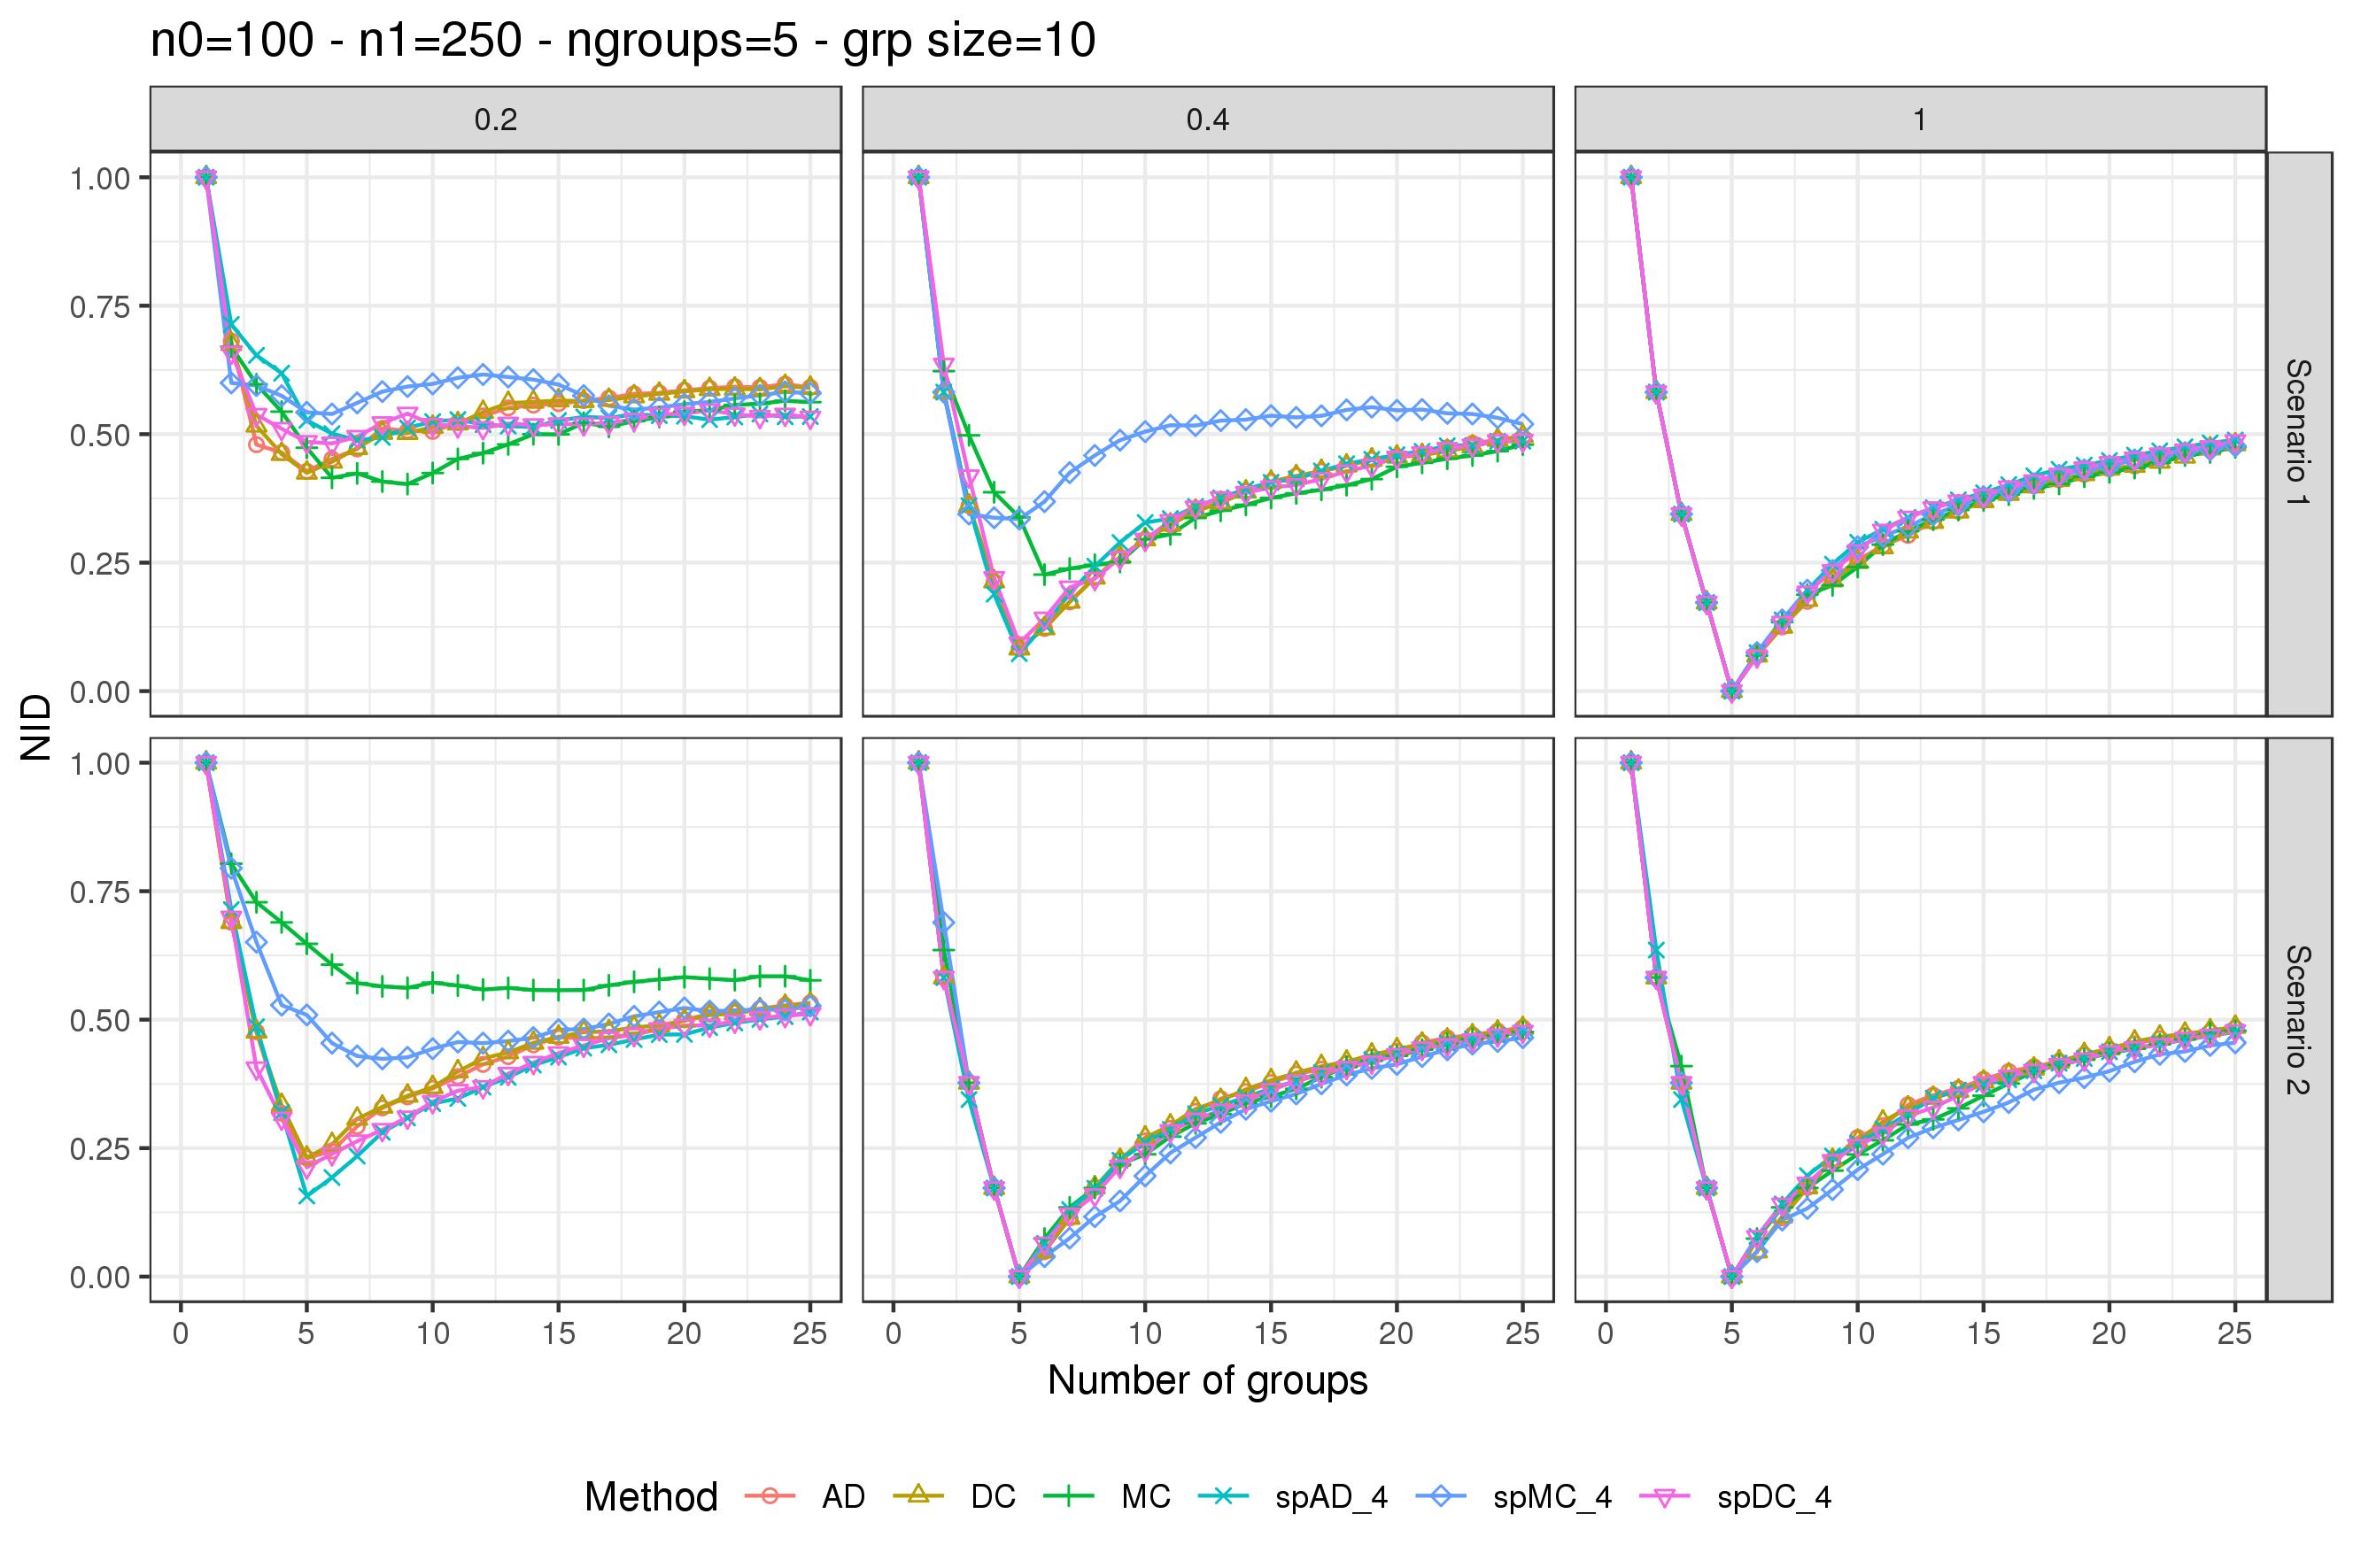 n0=100 - n1=250 - ngroups=5 - grp size=10
0.2 0.4 1
1.00
0.75
0.50
0.25
0.00
Scenario 1
NID
1.00
0.75
0.50
0.25
0.00
Scenario 2
0 5 10 15 20 25 0 5 10 15 20 25 0 5 10 15 20 25
Number of groups
Method AD DC MC spAD_4 spMC_4 spDC_4